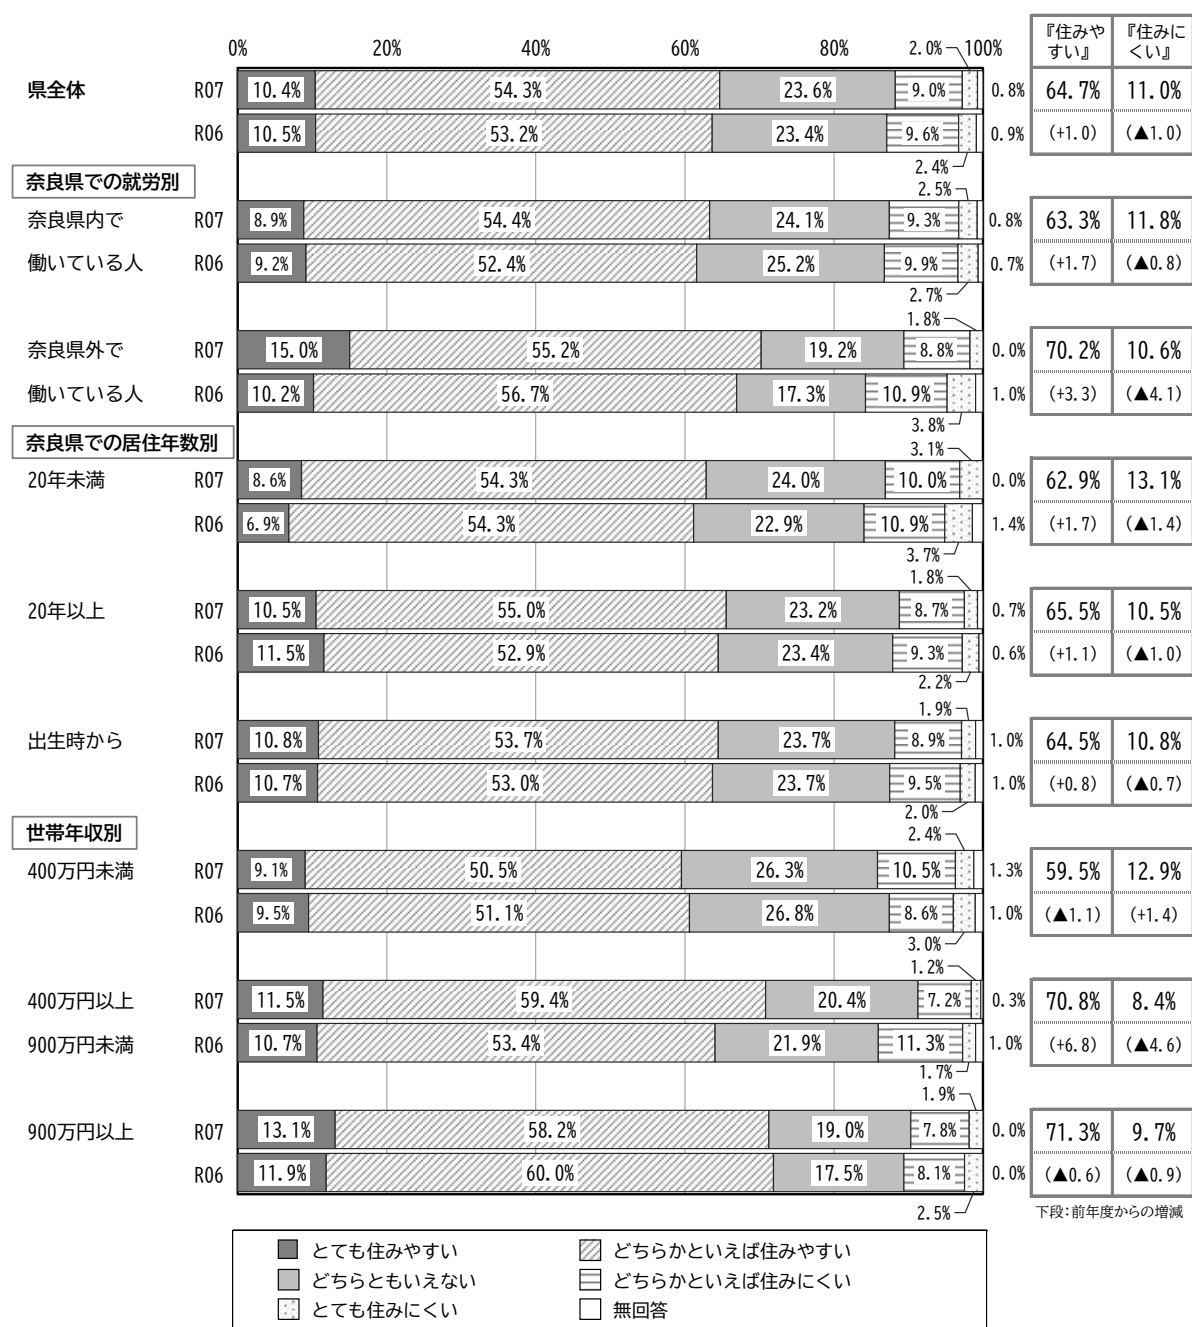 『住みや
すい』
『住みに
くい』
0% 20% 40% 60% 80% 2.0% 100%
県全体 R07 10.4% 54.3% 23.6% 9.0% 0.8% 64.7% 11.0%
R06 10.5% 53.2% 23.4% 9.6% 0.9% (+1.0) (▲1.0)
2.4%
奈良県での就労別
2.5%
奈良県内で R07 8.9% 54.4% 24.1% 9.3% 0.8% 63.3% 11.8%
働いている人 R06 9.2% 52.4% 25.2% 9.9% 0.7% (+1.7) (▲0.8)
2.7%
1.8%
奈良県外で R07 15.0% 55.2% 19.2% 8.8% 0.0% 70.2% 10.6%
働いている人 R06 10.2% 56.7% 17.3% 10.9% 1.0% (+3.3) (▲4.1)
3.8%
奈良県での居住年数別
3.1%
20年未満 R07 8.6% 54.3% 24.0% 10.0% 0.0% 62.9% 13.1%
R06 6.9% 54.3% 22.9% 10.9% 1.4% (+1.7) (▲1.4)
3.7%
1.8%
20年以上 R07 10.5% 55.0% 23.2% 8.7% 0.7% 65.5% 10.5%
R06 11.5% 52.9% 23.4% 9.3% 0.6% (+1.1) (▲1.0)
2.2%
1.9%
出生時から R07 10.8% 53.7% 23.7% 8.9% 1.0% 64.5% 10.8%
R06 10.7% 53.0% 23.7% 9.5% 1.0% (+0.8) (▲0.7)
2.0%
世帯年収別
2.4%
400万円未満 R07 9.1% 50.5% 26.3% 10.5% 1.3% 59.5% 12.9%
R06 9.5% 51.1% 26.8% 8.6% 1.0% (▲1.1) (+1.4)
3.0%
1.2%
400万円以上 R07 11.5% 59.4% 20.4% 7.2% 0.3% 70.8% 8.4%
900万円未満 R06 10.7% 53.4% 21.9% 11.3% 1.0% (+6.8) (▲4.6)
1.7%
1.9%
900万円以上 R07 13.1% 58.2% 19.0% 7.8% 0.0% 71.3% 9.7%
R06 11.9% 60.0% 17.5% 8.1% 0.0% (▲0.6) (▲0.9)
2.5%
下段:前年度からの増減
とても住みやすい どちらかといえば住みやすい
どちらともいえない どちらかといえば住みにくい
とても住みにくい 無回答